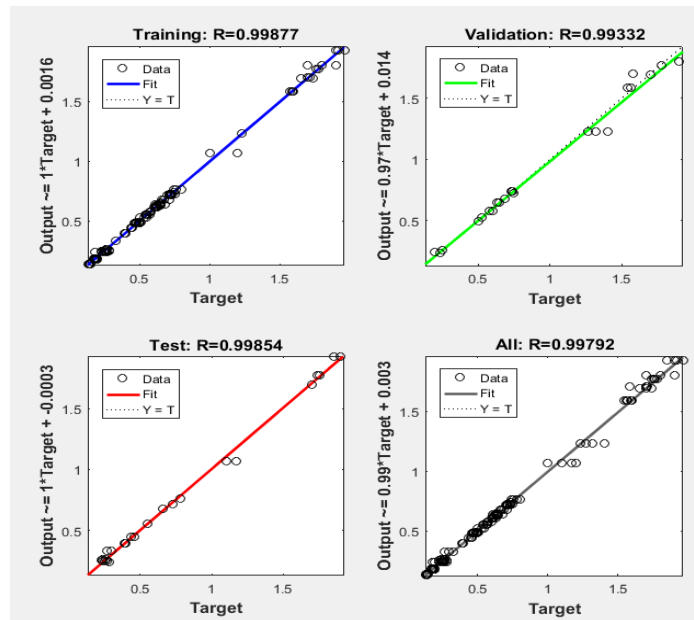 Training: R=0.99877
Output ~= 1*Target + 0.0016
1.5
1
0.5
Data
Fit
Y = T
0.5 1 1.5
Target
Validation: R=0.99332
Output ~= 0.97*Target + 0.014
1.5
1
0.5
Data
Fit
Y = T
0.5 1 1.5
Target
Test: R=0.99854
Output ~= 1*Target + -0.0003
1.5
1
0.5
Data
Fit
Y = T
0.5 1 1.5
Target
All: R=0.99792
Output ~= 0.99*Target + 0.003
1.5
1
0.5
Data
Fit
Y = T
0.5 1 1.5
Target